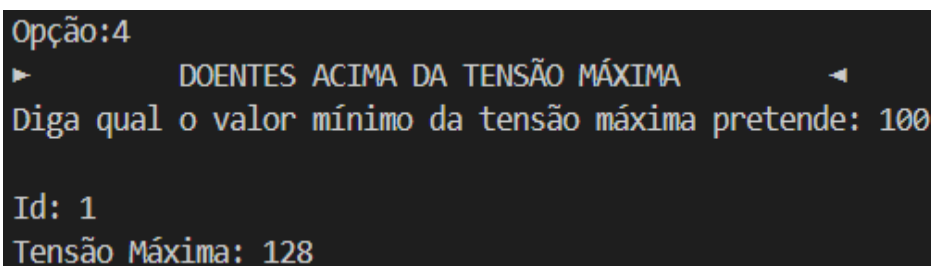 Opção:4
► DOENTES ACIMA DA TENSÃO MÁXIMA ◄
Diga qual o valor mínimo da tensão máxima pretende: 100
Id: 1
Tensão Máxima: 128